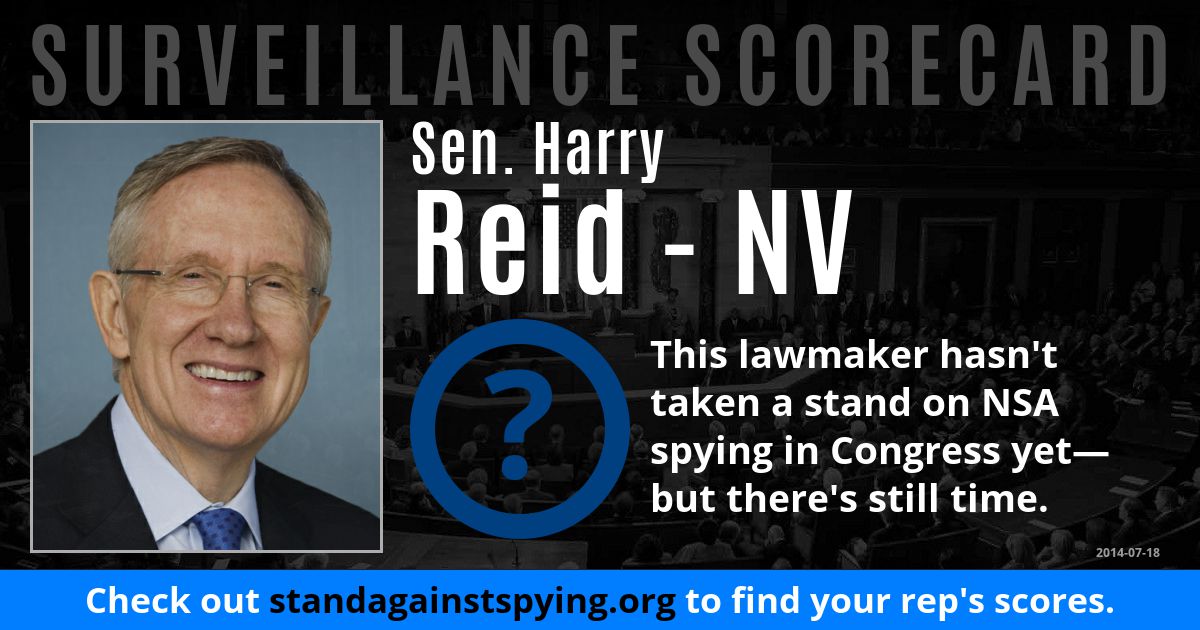 SURVEILLANCE SCORECARD
Sen. Harry
Reid - NV
?
This lawmaker hasn't
taken a stand on NSA
spying in Congress yet—
but there's still time.
2014-07-18
Check out standagainstspying.org to find your rep's scores.